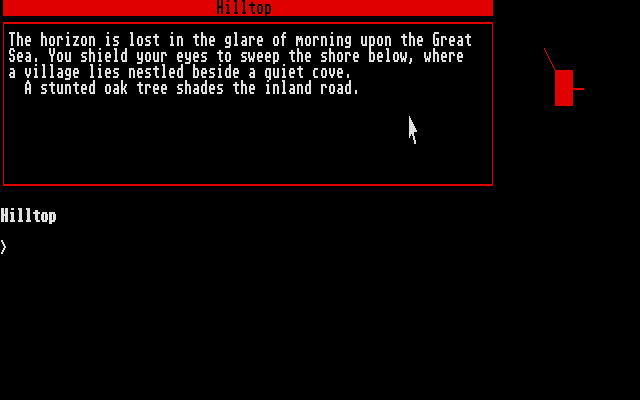 Hilltop
The horizon is lost in the glare of morning upon the Great
Sea. You shield your eyes to sweep the shore below, where
a village lies nestled beside a quiet cove.
A stunted oak tree shades the inland road.
Hilltop
>